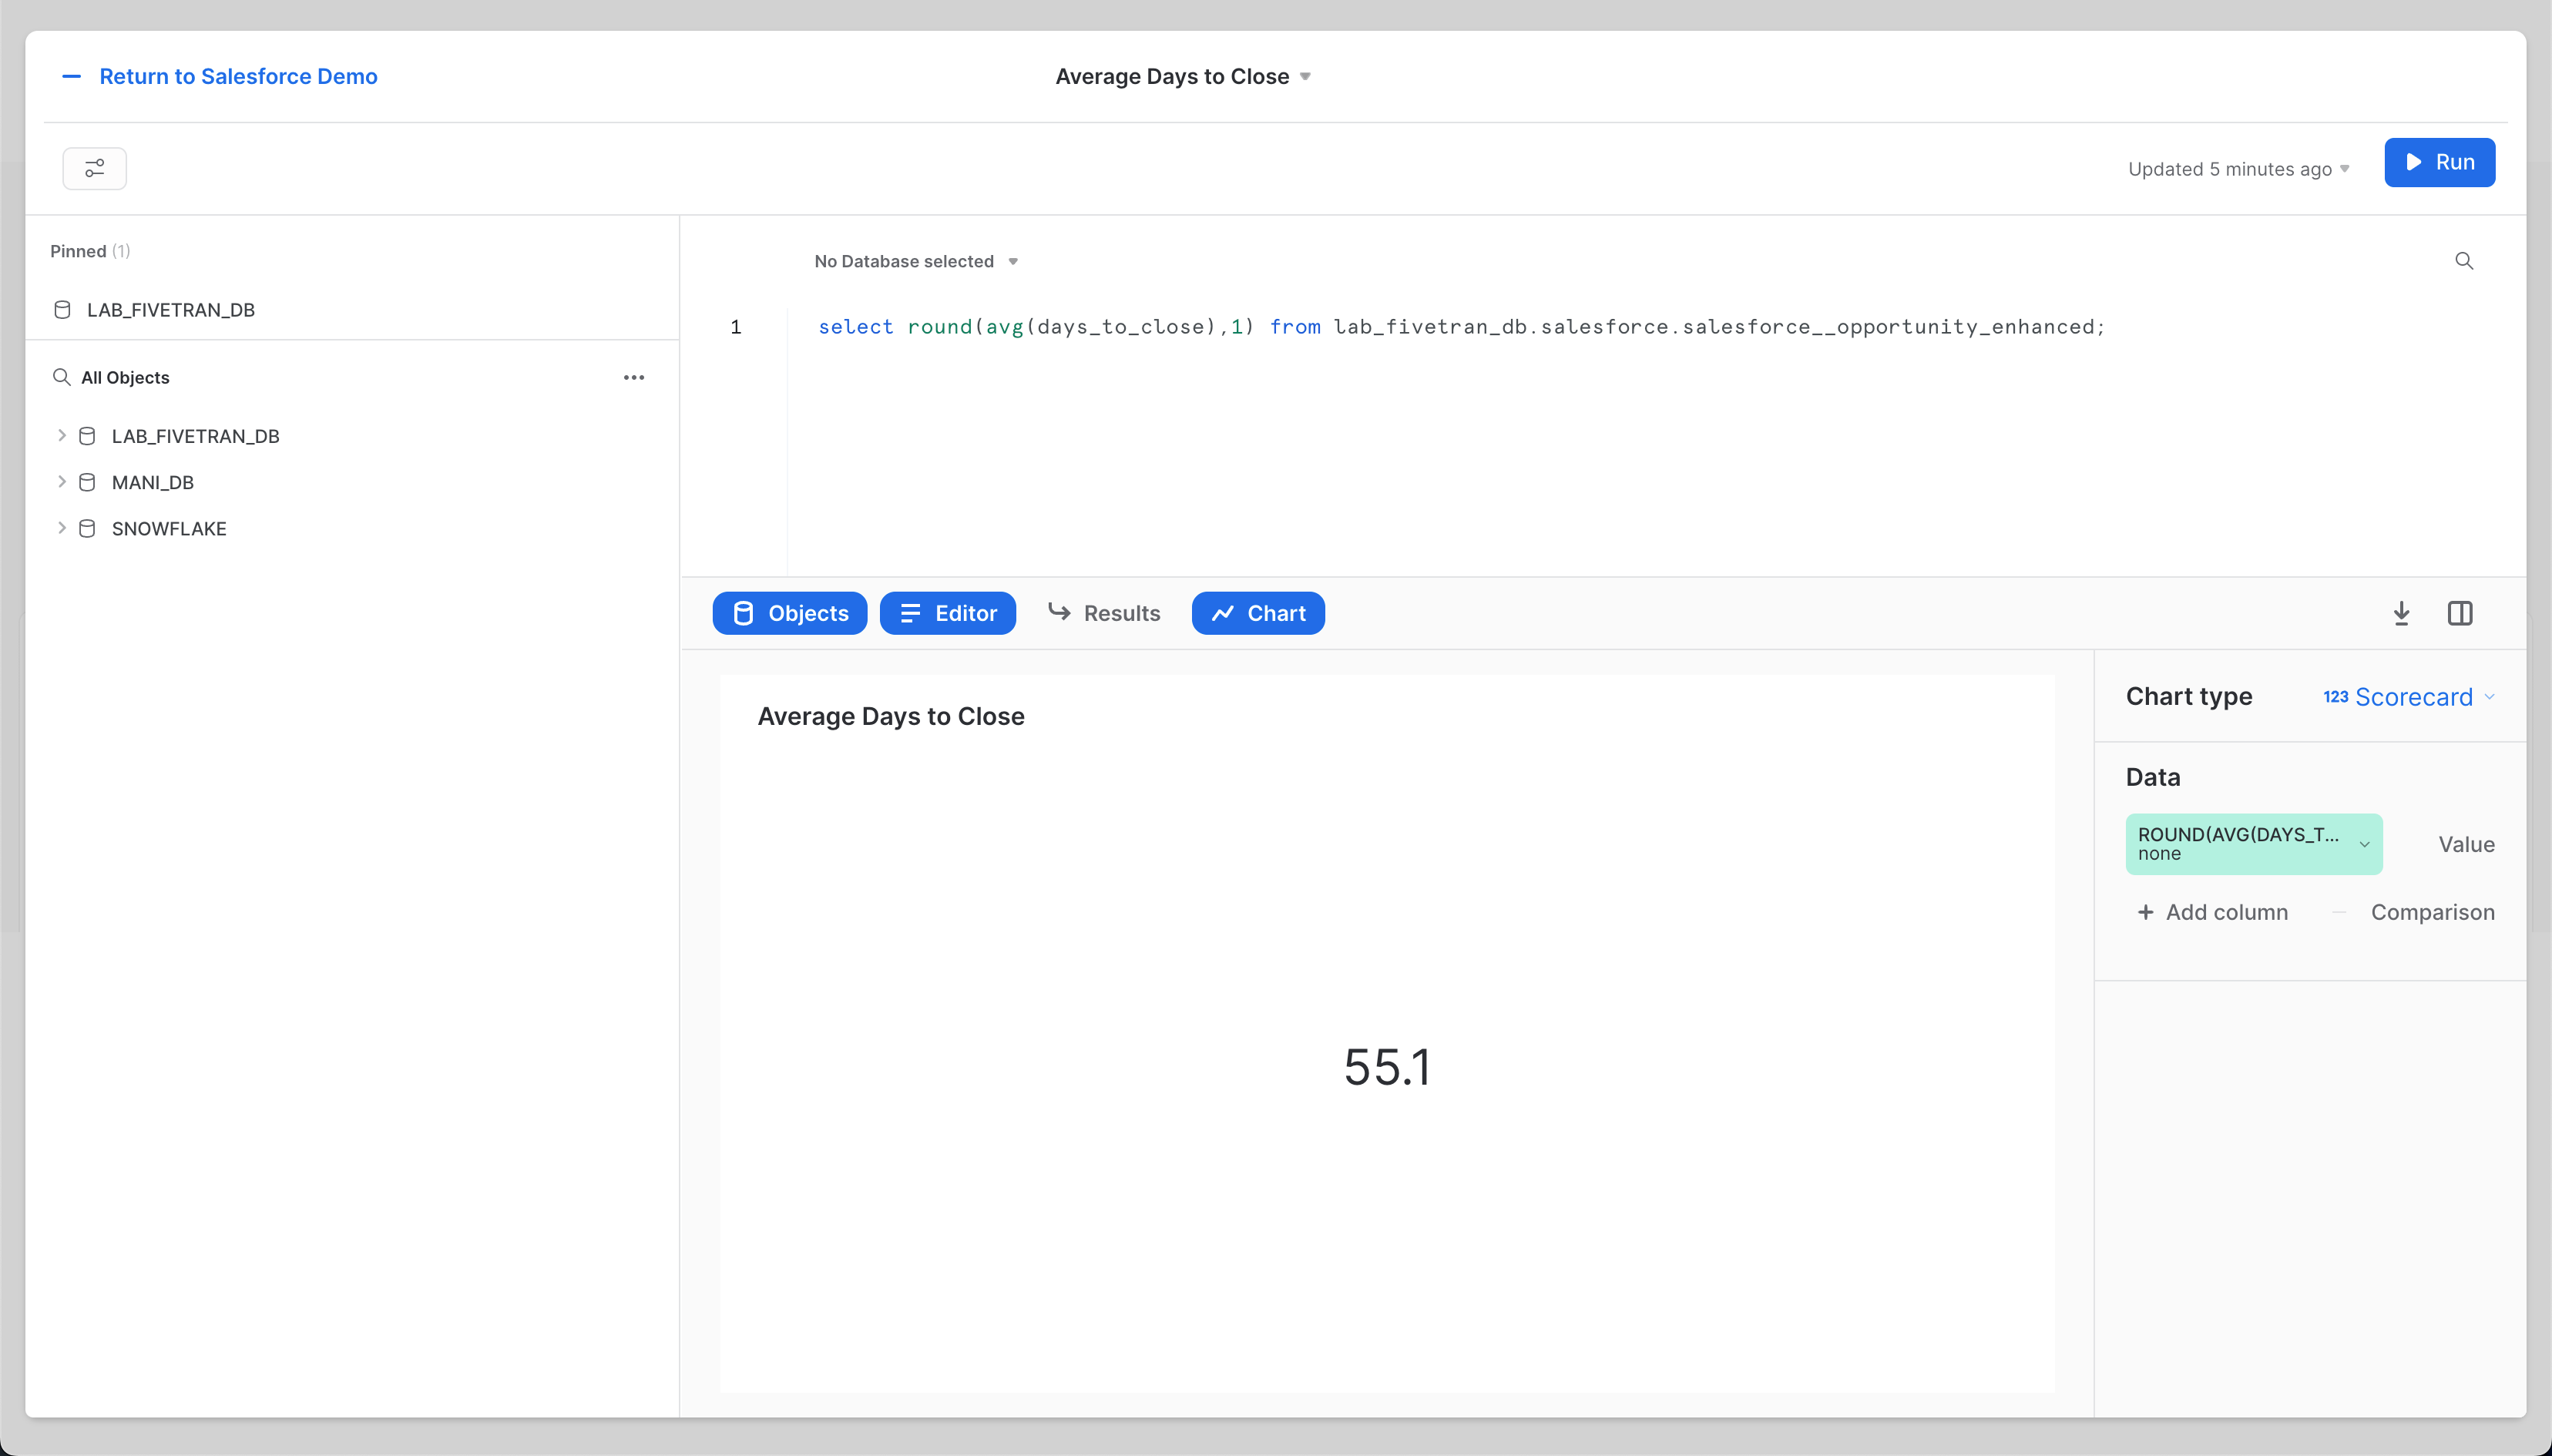 Return to Salesforce Demo
Average Days to Close
Updated 5 minutes ago
Run
Pinned (1)
LAB_FIVETRAN_DB
All Objects
LAB_FIVETRAN_DB
MANI_DB
SNOWFLAKE
No Database selected
1
select round(avg(days_to_close),1) from lab_fivetran_db.salesforce.salesforce__opportunity_enhanced;
Objects
Editor
Results
Chart
Average Days to Close
55.1
Chart type
123 Scorecard
Data
ROUND(AVG(DAYS_T...
none
Value
+ Add column
Comparison